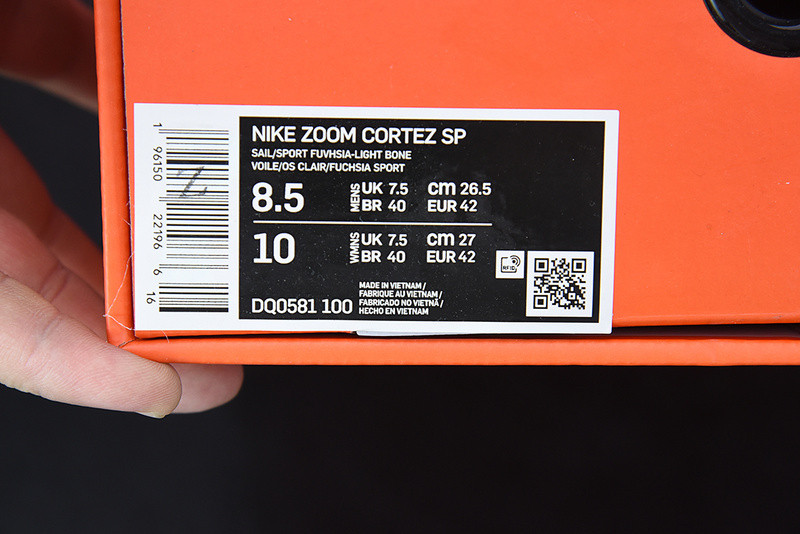 1 96150 22196 6 16
NIKE ZOOM CORTEZ SP
SAIL/SPORT FUVHSIA-LIGHT BONE
VOILE/OS CLAIR/FUCHSIA SPORT
8.5 MENS UK 7.5 cm 26.5
BR 40 EUR 42
10 WMNS UK 7.5 cm 27
BR 40 EUR 42
RFID
DQ0581 100
MADE IN VIETNAM /
FABRIQUE AU VIETNAM /
FABRICADO NO VIETNÃ /
HECHO EN VIETNAM